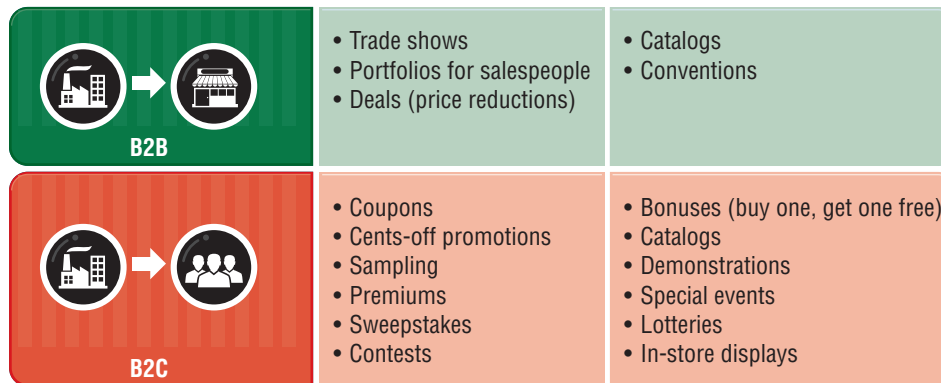 B2B
• Trade shows
• Portfolios for salespeople
• Deals (price reductions)
• Catalogs
• Conventions
B2C
• Coupons
• Cents-off promotions
• Sampling
• Premiums
• Sweepstakes
• Contests
• Bonuses (buy one, get one free)
• Catalogs
• Demonstrations
• Special events
• Lotteries
• In-store displays